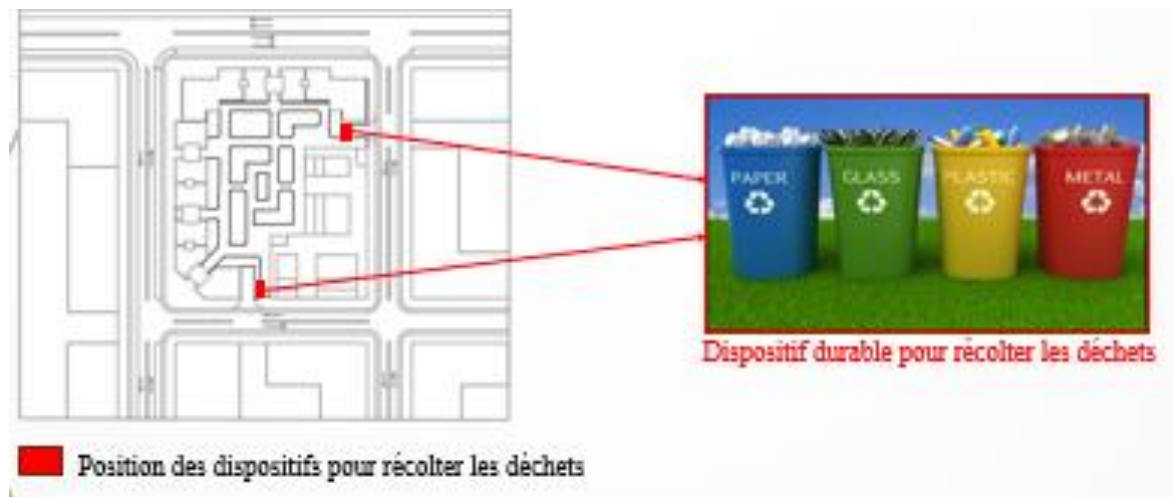 PAPER
GLASS
PLASTIC
METAL
Dispositif durable pour récolter les déchets
Position des dispositifs pour récolter les déchets